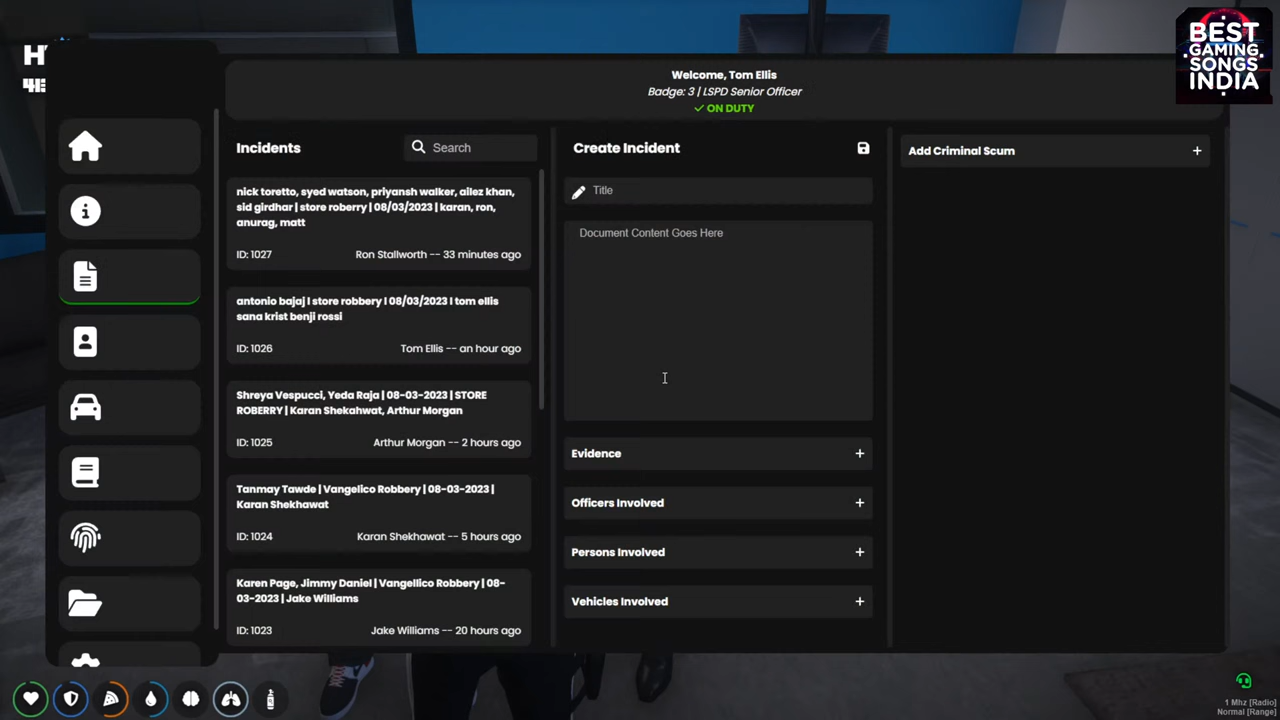 BEST
GAMING
SONGS
INDIA
Welcome, Tom Ellis
Badge: 3 | LSPD Senior Officer
ON DUTY
Incidents
Search
nick toretto, syed watson, priyansh walker, ailez khan,
sid girdhar | store roberry | 08/03/2023 | karan, ron,
anurag, matt
ID: 1027
Ron Stallworth -- 33 minutes ago
antonio bajaj l store robbery l 08/03/2023 l tom ellis
sana krist benji rossi
ID: 1026
Tom Ellis -- an hour ago
Shreya Vespucci, Yeda Raja | 08-03-2023 | STORE
ROBERRY | Karan Shekahwat, Arthur Morgan
ID: 1025
Arthur Morgan -- 2 hours ago
Tanmay Tawde | Vangelico Robbery | 08-03-2023 |
Karan Shekhawat
ID: 1024
Karan Shekhawat -- 5 hours ago
Karen Page, Jimmy Daniel | Vangellico Robbery | 08-
03-2023 | Jake Williams
ID: 1023
Jake Williams -- 20 hours ago
Create Incident
Title
Document Content Goes Here
Evidence
Officers Involved
Persons Involved
Vehicles Involved
Add Criminal Scum
1 Mhz [Radio]
Normal [Range]